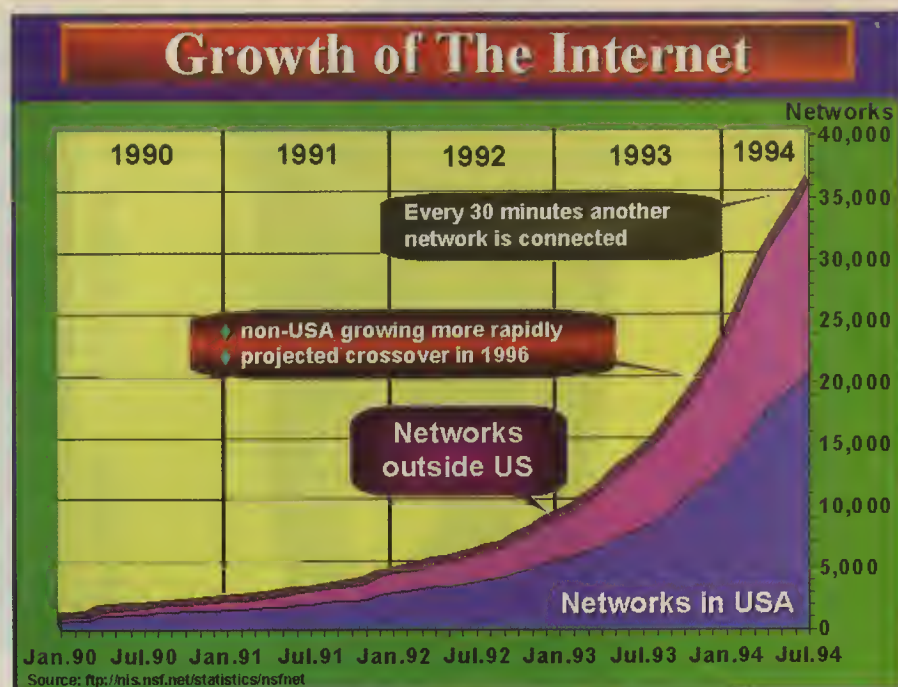 Growth of The Internet
Networks
40,000
1990 1991 1992 1993 1994
Every 30 minutes another
network is connected
35,000
30,000
25,000
♦ non-USA growing more rapidly
♦ projected crossover in 1996
20,000
Networks
outside US
15,000
10,000
5,000
Networks in USA
0
Jan.90 Jul.90 Jan.91 Jul.91 Jan.92 Jul.92 Jan.93 Jul.93 Jan.94 Jul.94
Source: ftp://nis.nsf.net/statistics/nsfnet